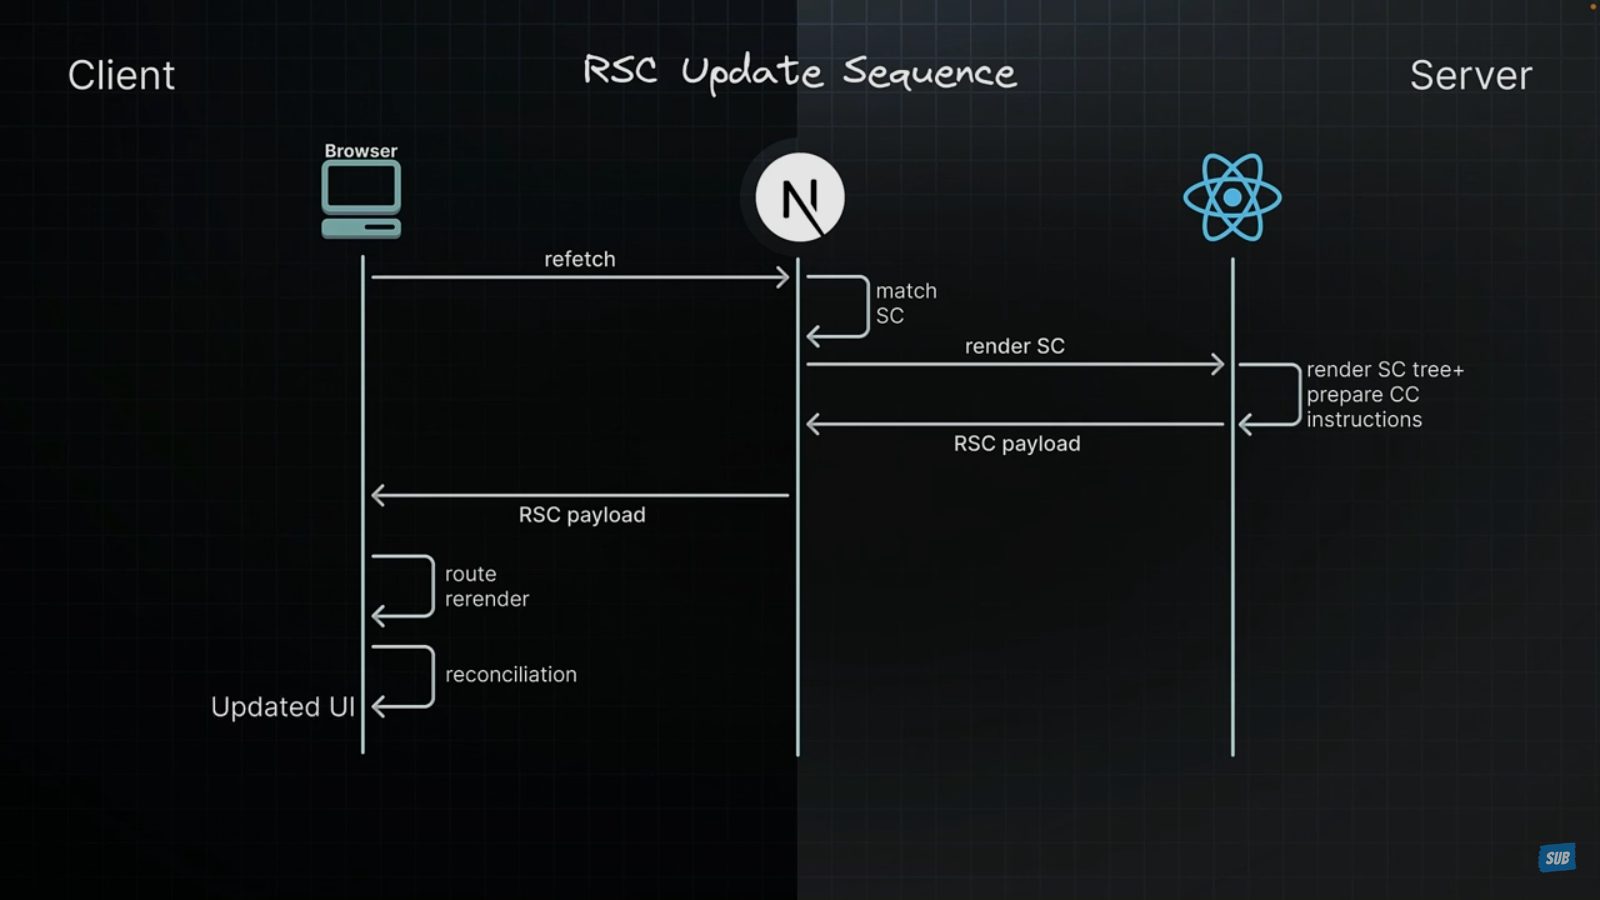 Client
RSC Update Sequence
Server
Browser
N
refetch
match
SC
render SC
render SC tree+
prepare CC
instructions
RSC payload
RSC payload
route
rerender
reconciliation
Updated UI
SUB